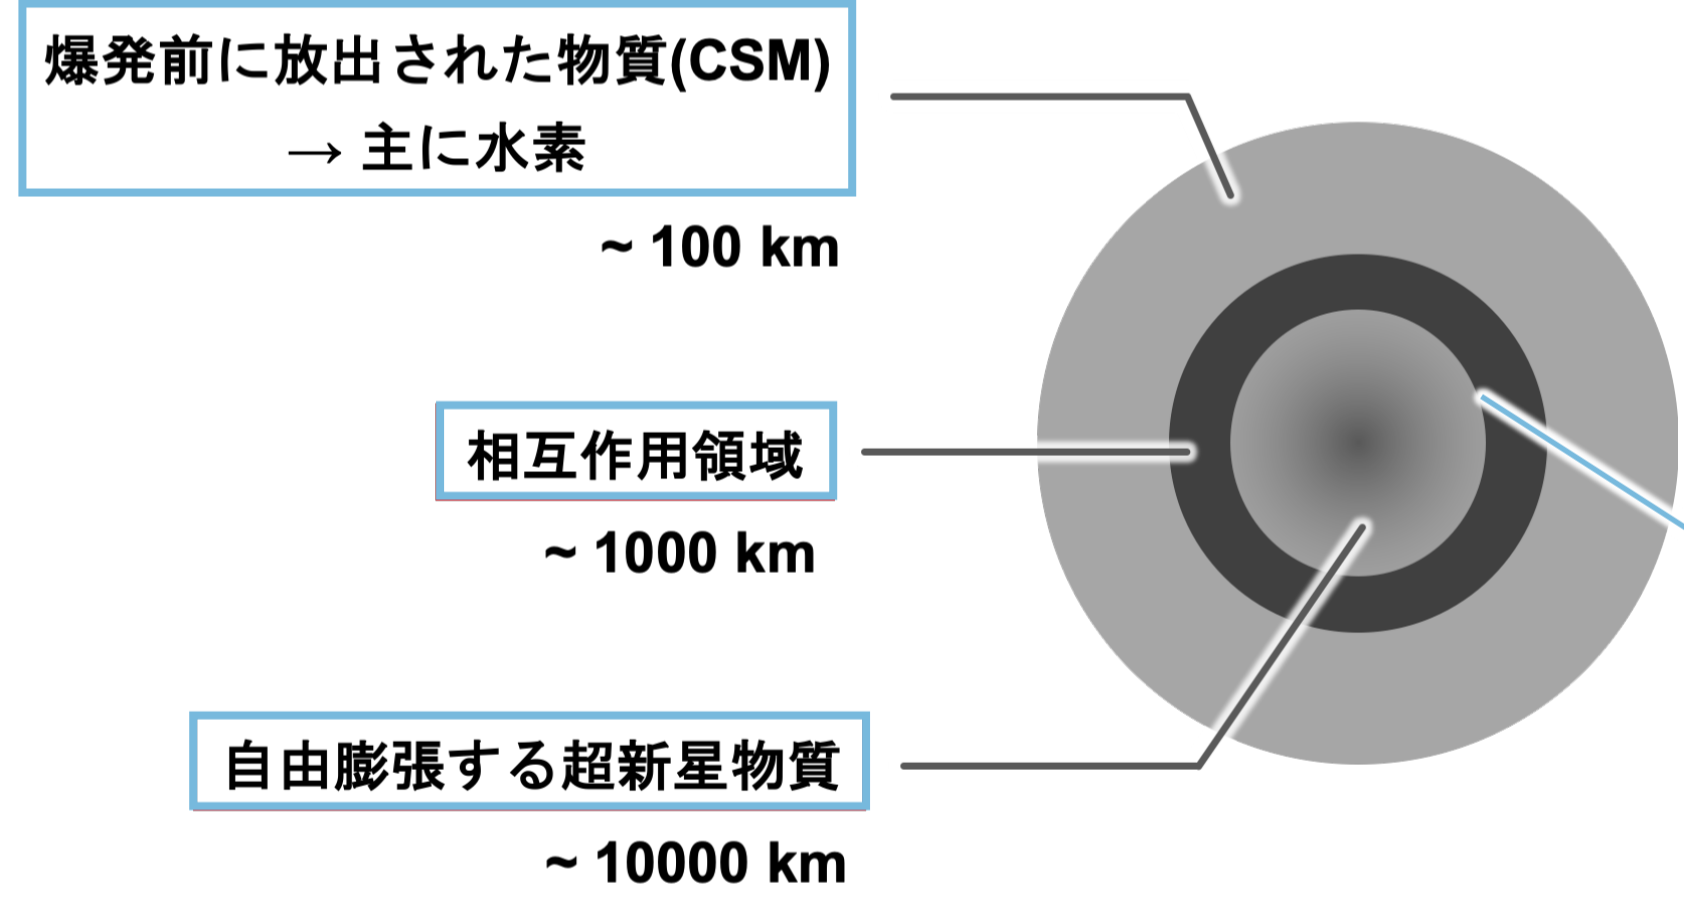 爆発前に放出された物質(CSM)
→ 主に水素
~ 100 km
相互作用領域
~ 1000 km
自由膨張する超新星物質
~ 10000 km